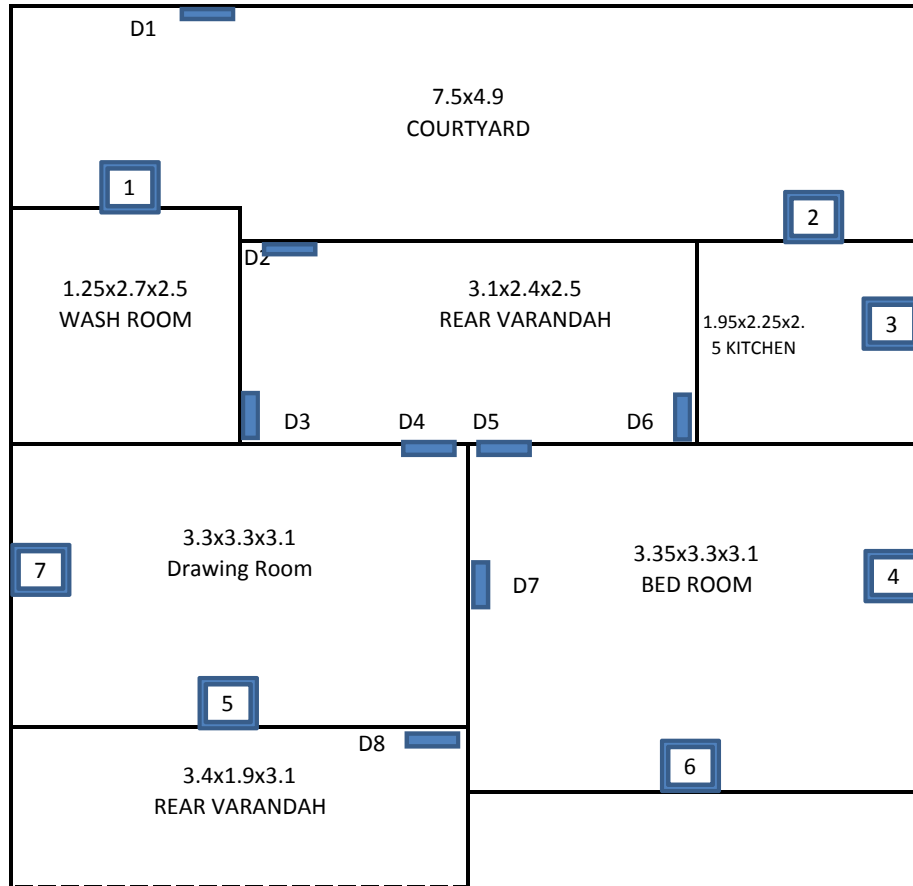 D1
7.5x4.9
COURTYARD
1
2
D2
1.25x2.7x2.5
WASH ROOM
3.1x2.4x2.5
REAR VARANDAH
1.95x2.25x2.
5 KITCHEN
3
D3
D4
D5
D6
3.3x3.3x3.1
Drawing Room
7
D7
3.35x3.3x3.1
BED ROOM
4
5
D8
6
3.4x1.9x3.1
REAR VARANDAH